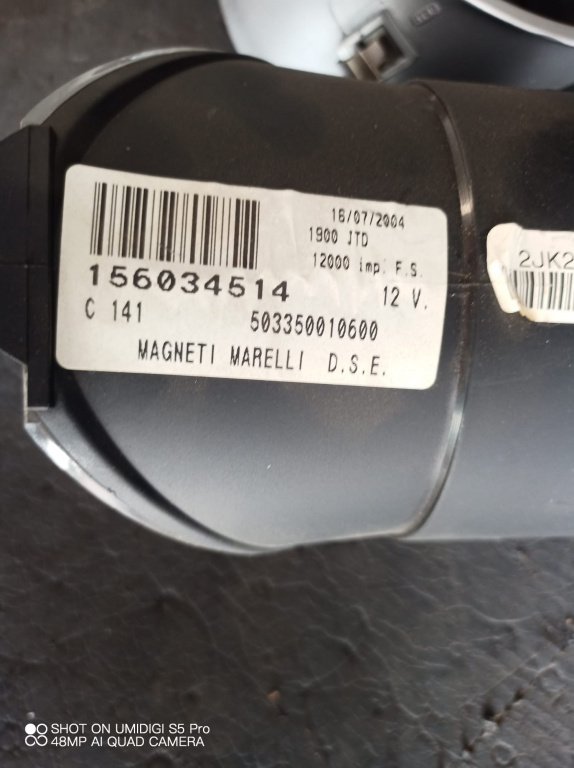 16/07/2004
1900 JTD
12000 imp. F.S.
156034514
12 V.
C 141
503350010600
MAGNETI MARELLI D.S.E.
2JK2
SHOT ON UMIDIGI S5 Pro
48MP AI QUAD CAMERA